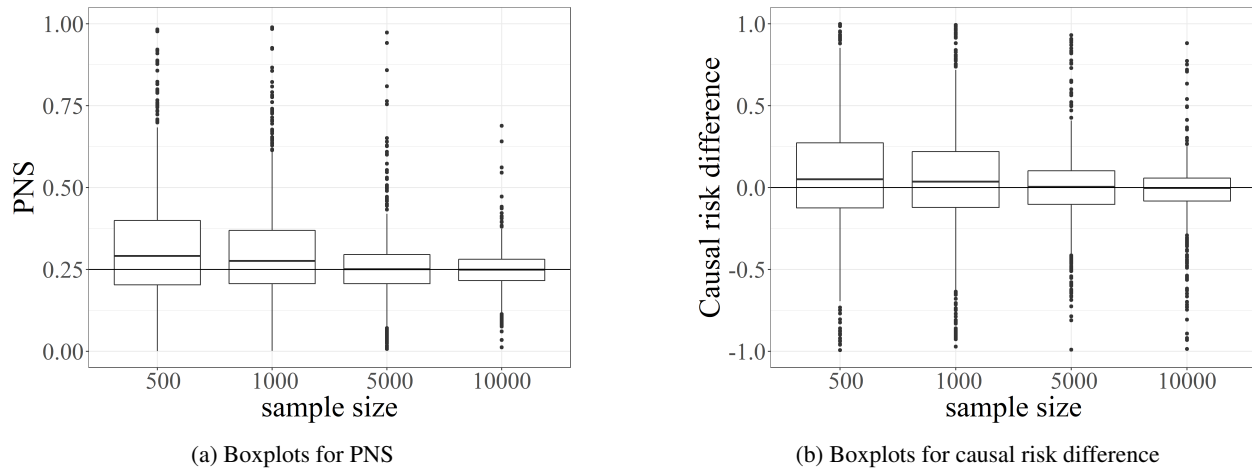 1.00
0.75
0.50
0.25
0.00
PNS
500 1000 5000 10000
sample size
(a) Boxplots for PNS
1.0
0.5
0.0
-0.5
-1.0
Causal risk difference
500 1000 5000 10000
sample size
(b) Boxplots for causal risk difference